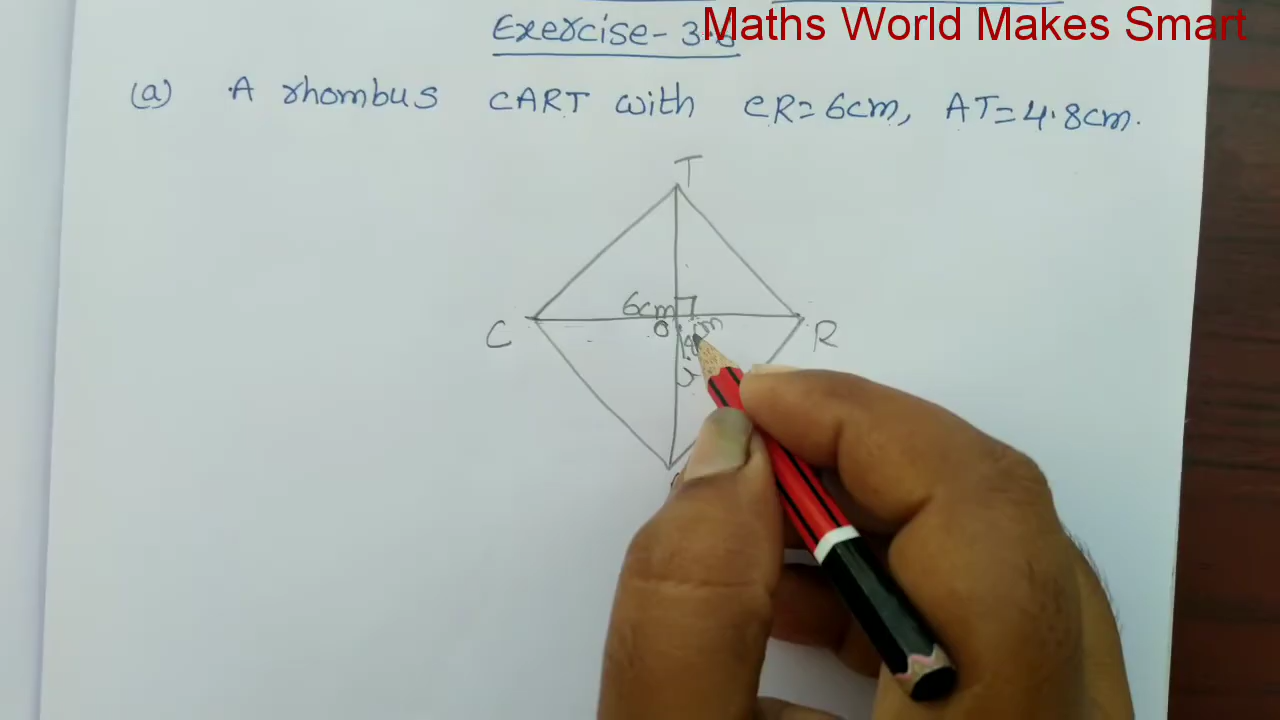 Maths World Makes Smart
Exercise - 3.
(a) A rhombus CART with CR = 6cm, AT = 4.8cm.
T
6cm
O
C
R